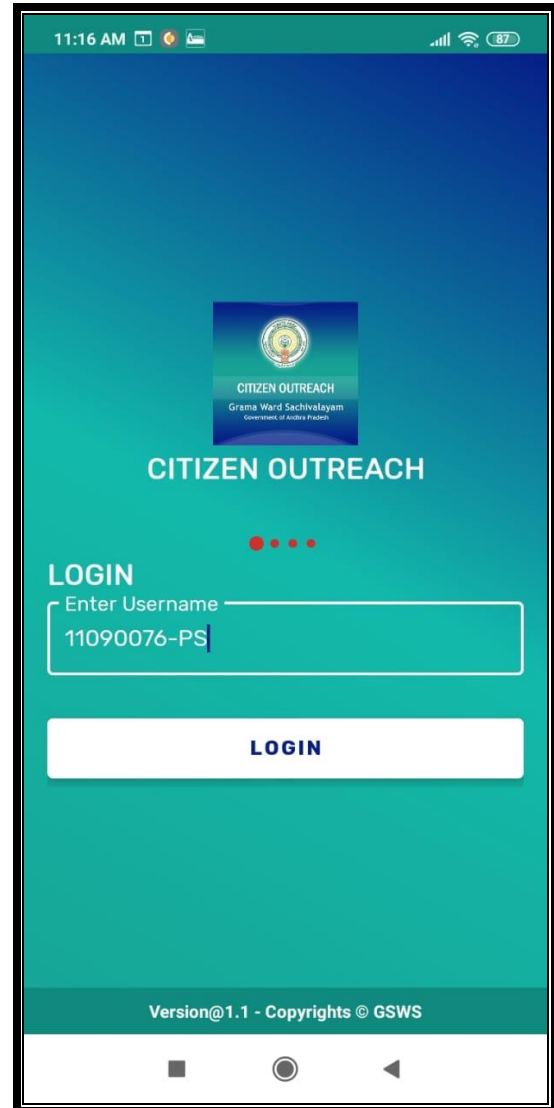 11:16 AM 1 87
CITIZEN OUTREACH
Grama Ward Sachivalayam
Government of Andhra Pradesh
CITIZEN OUTREACH
LOGIN
Enter Username
11090076-PS
LOGIN
Version@1.1 - Copyrights © GSWS